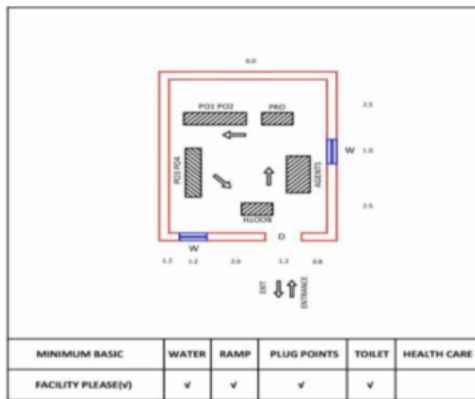 6.0
PO1 PO2 PRO
2.5
W 1.0
PO3 PO4
AGENTS
2.5
BOOTH
D
W
1.2 1.2 2.0 1.2 0.8
EXIT ENTRANCE
MINIMUM BASIC WATER RAMP PLUG POINTS TOILET HEALTH CARE
FACILITY PLEASE(√) √ √ √ √